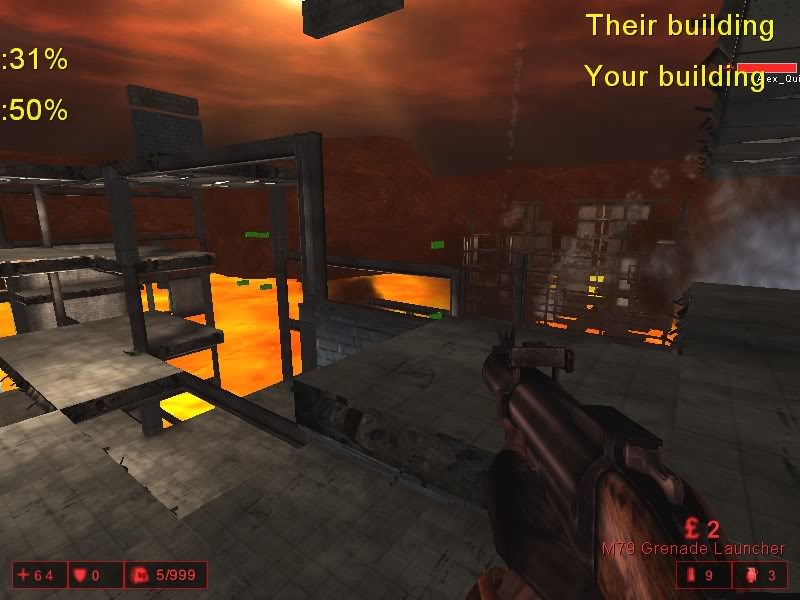 Their building
:31%
Your building
:50%
£ 2
M79 Grenade Launcher
+64
0
5/999
9
3